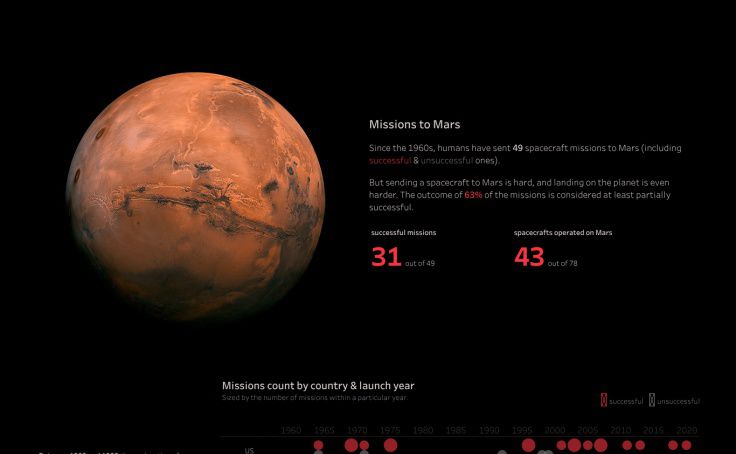 Missions to Mars
Since the 1960s, humans have sent 49 spacecraft missions to Mars (including
successful & unsuccessful ones).
But sending a spacecraft to Mars is hard, and landing on the planet is even
harder. The outcome of 63% of the missions is considered at least partially
successful.
successful missions
31 out of 49
spacecrafts operated on Mars
43 out of 78
Missions count by country & launch year
Sized by the number of missions within a particular year
successful unsuccessful
1960 1965 1970 1975 1980 1985 1990 1995 2000 2005 2010 2015 2020
US